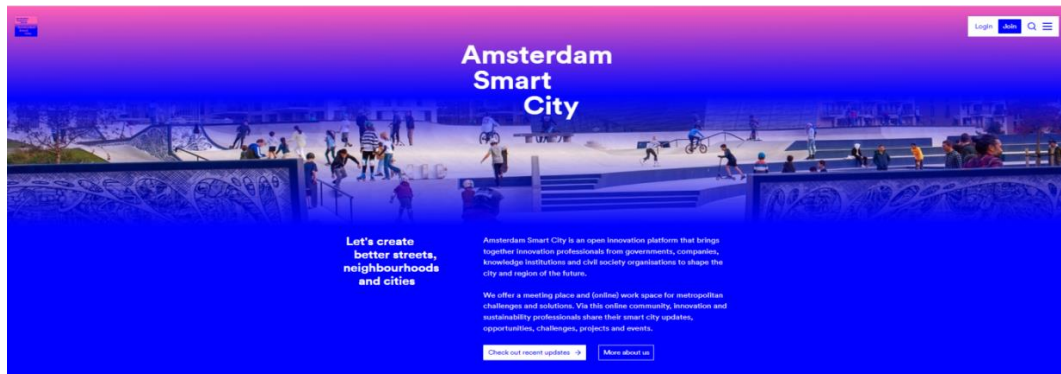 Login
Join
Amsterdam
Smart
City
Let's create
better streets,
neighbourhoods
and cities
Amsterdam Smart City is an open innovation platform that brings
together innovation professionals from governments, companies,
knowledge institutions and civil society organisations to shape the
city and region of the future.
We offer a meeting place and (online) work space for metropolitan
challenges and solutions. Via this online community, innovation and
sustainability professionals share their smart city updates,
opportunities, challenges, projects and events.
Check out recent updates →
More about us